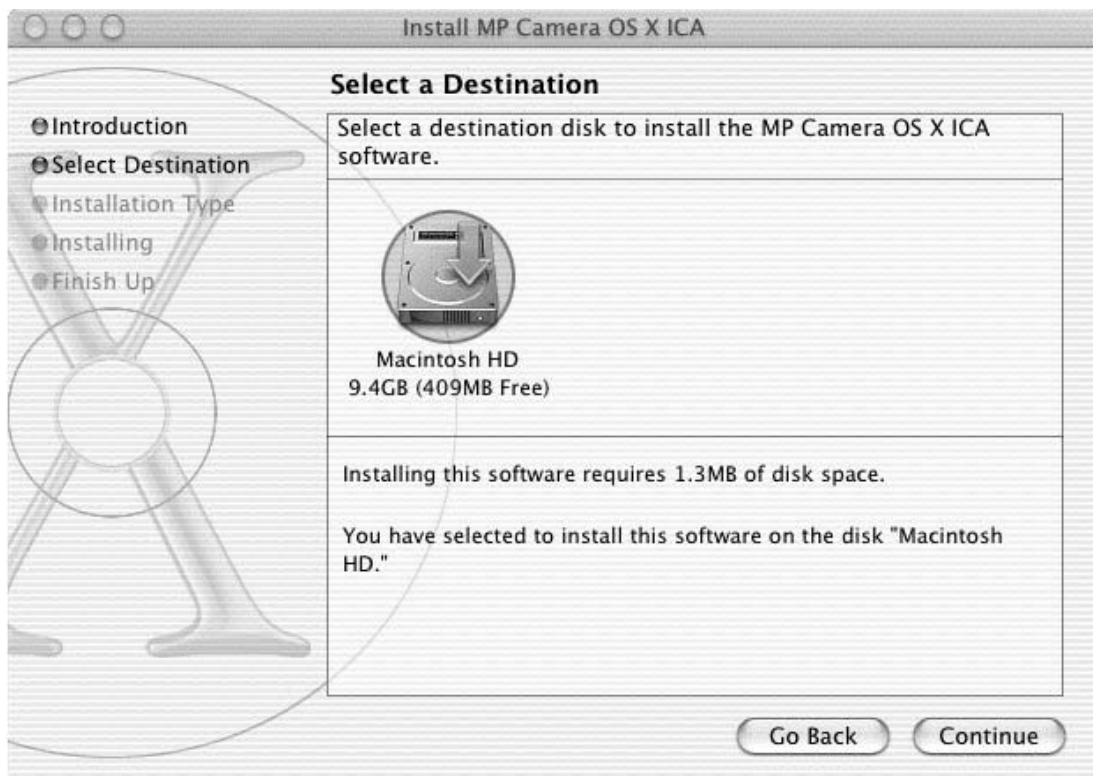 Install MP Camera OS X ICA
Select a Destination
Introduction
Select Destination
Installation Type
Installing
Finish Up
Select a destination disk to install the MP Camera OS X ICA
software.
Macintosh HD
9.4GB (409MB Free)
Installing this software requires 1.3MB of disk space.
You have selected to install this software on the disk "Macintosh
HD."
Go Back
Continue